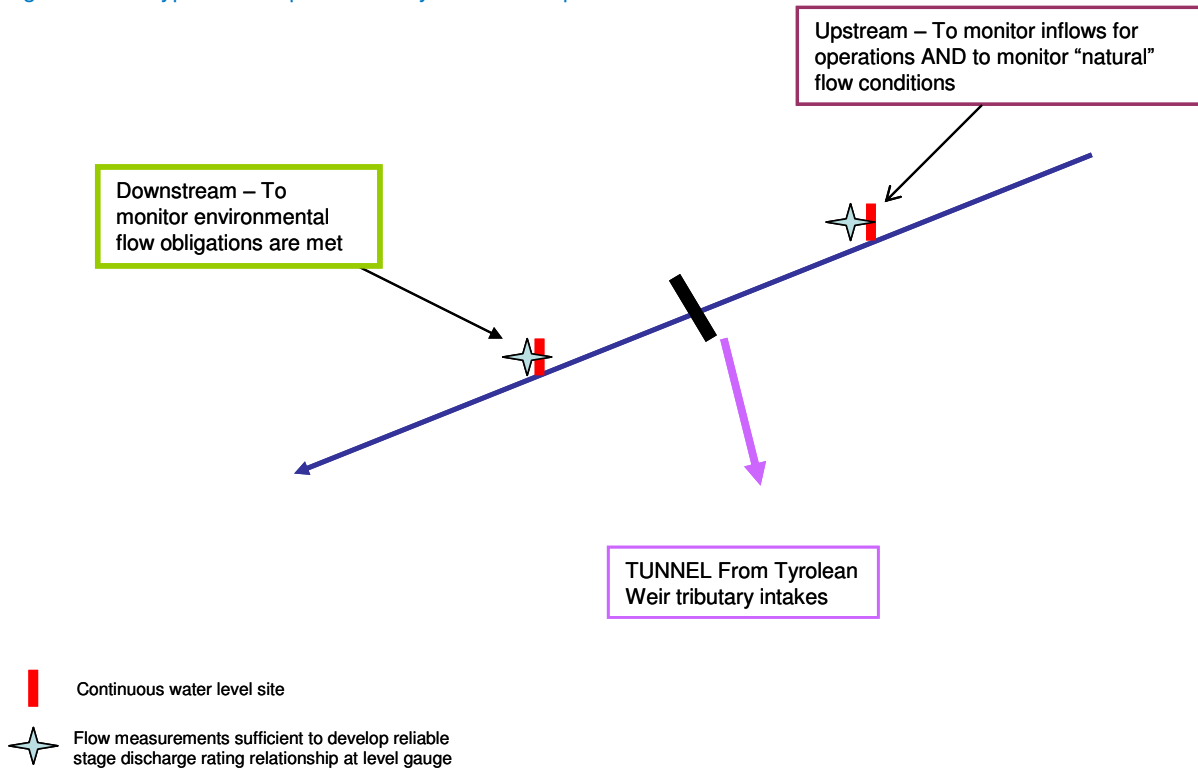 Upstream – To monitor inflows for
operations AND to monitor “natural”
flow conditions
Downstream – To
monitor environmental
flow obligations are met
TUNNEL From Tyrolean
Weir tributary intakes
Continuous water level site
Flow measurements sufficient to develop reliable
stage discharge rating relationship at level gauge